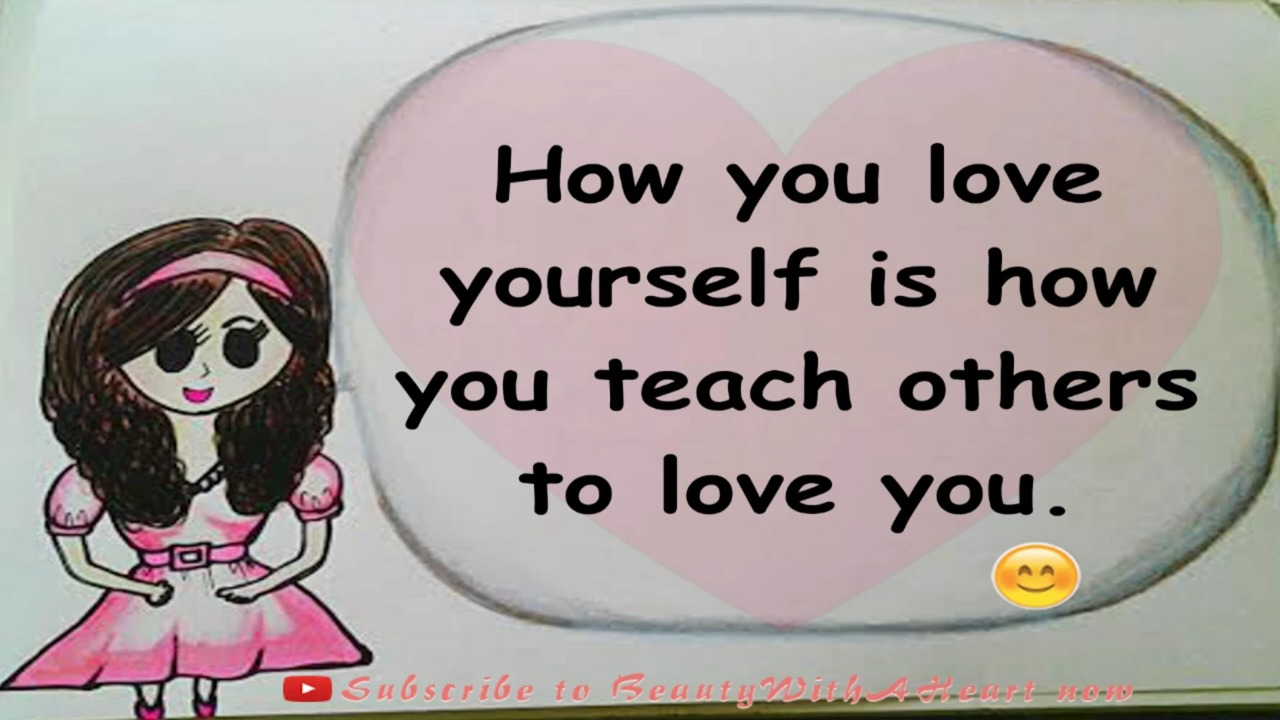 How you love
yourself is how
you teach others
to love you.
Subscribe to BeautyWithAHeart now